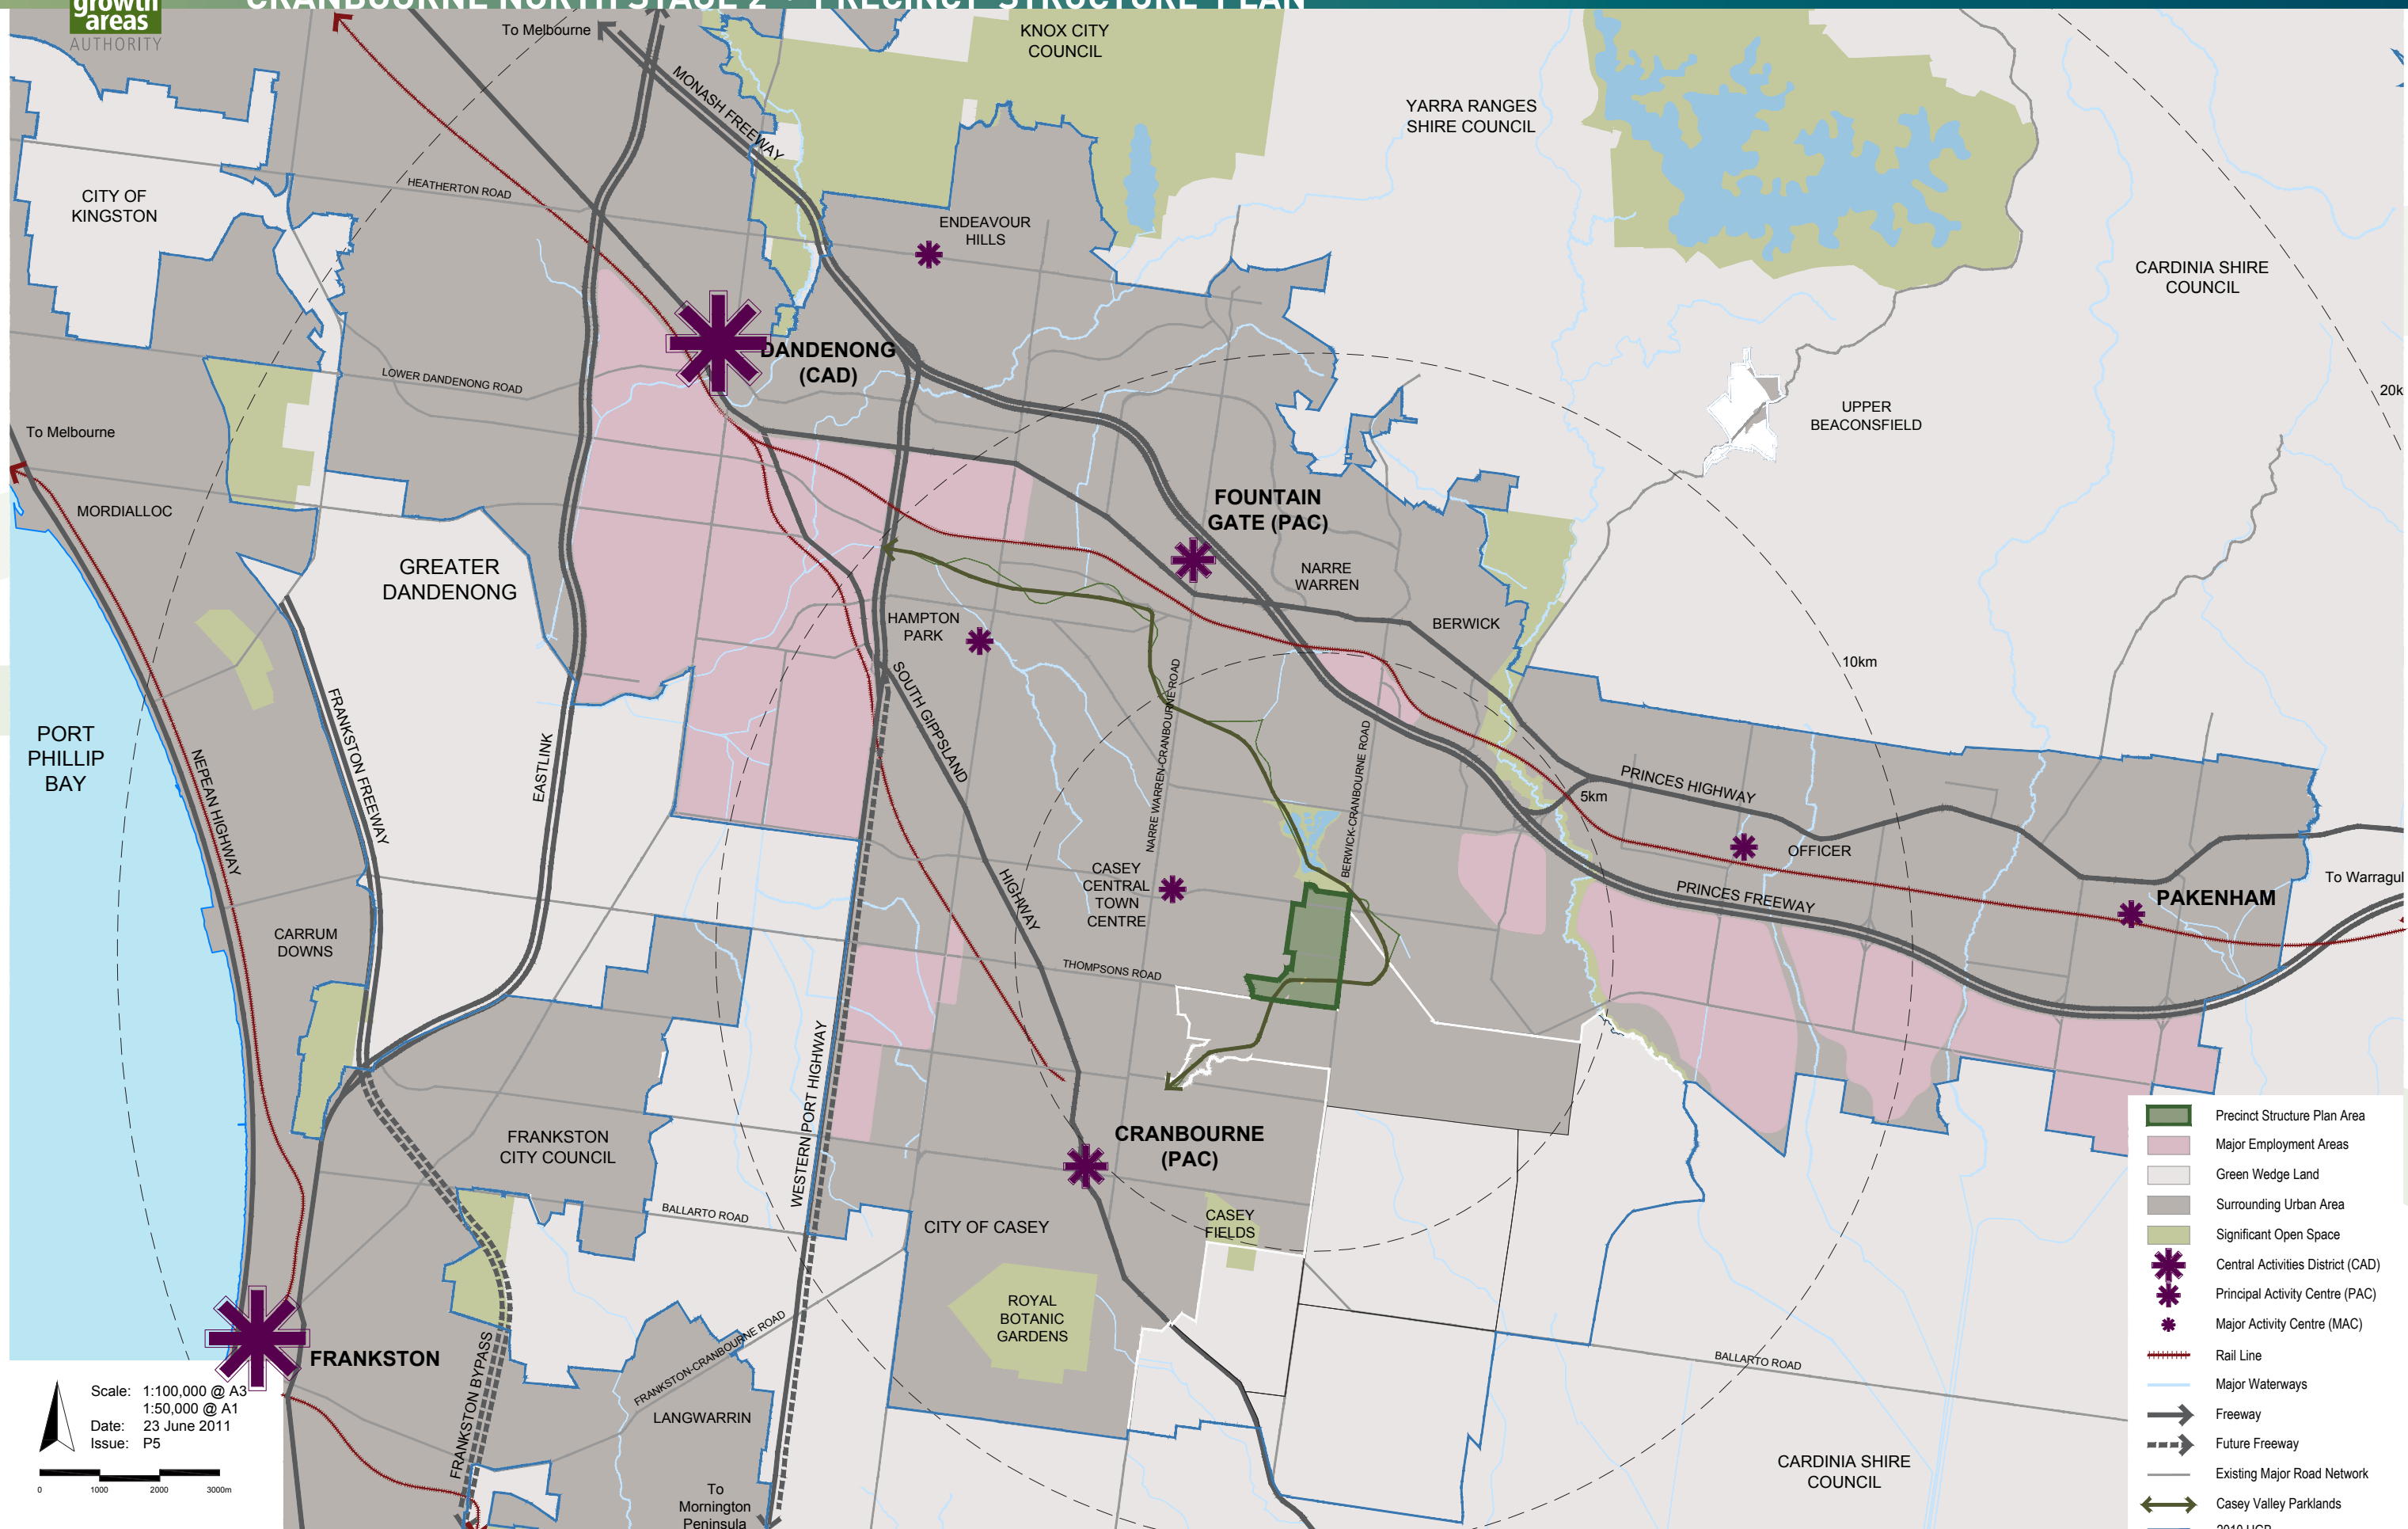 growth
areas
AUTHORITY
CRANBOURNE NORTH STAGE 2 - PRECINCT STRUCTURE PLAN
To Melbourne
KNOX CITY
COUNCIL
MONASH FREEWAY
YARRA RANGES
SHIRE COUNCIL
CITY OF
KINGSTON
HEATHERTON ROAD
ENDEAVOUR
HILLS
CARDINIA SHIRE
COUNCIL
DANDENONG
(CAD)
LOWER DANDENONG ROAD
20k
UPPER
BEACONSFIELD
To Melbourne
MORDIALLOC
FOUNTAIN
GATE (PAC)
GREATER
DANDENONG
NARRE
WARREN
HAMPTON
PARK
BERWICK
10km
SOUTH GIPPSLAND
HIGHWAY
NARRE WARREN-CRANBOURNE ROAD
BERWICK-CRANBOURNE ROAD
FRANKSTON FREEWAY
PORT
PHILLIP
BAY
NEPEAN HIGHWAY
EASTLINK
PRINCES HIGHWAY
5km
OFFICER
CASEY
CENTRAL
TOWN
CENTRE
PRINCES FREEWAY
To Warragul
PAKENHAM
CARRUM
DOWNS
THOMPSONS ROAD
WESTERN PORT HIGHWAY
FRANKSTON
CITY COUNCIL
CRANBOURNE
(PAC)
BALLARTO ROAD
CITY OF CASEY
CASEY
FIELDS
ROYAL
BOTANIC
GARDENS
FRANKSTON
FRANKSTON BYPASS
FRANKSTON-CRANBOURNE ROAD
LANGWARRIN
BALLARTO ROAD
CARDINIA SHIRE
COUNCIL
To
Mornington
Peninsula
Scale: 1:100,000 @ A3
1:50,000 @ A1
Date: 23 June 2011
Issue: P5
0 1000 2000 3000m
Precinct Structure Plan Area
Major Employment Areas
Green Wedge Land
Surrounding Urban Area
Significant Open Space
Central Activities District (CAD)
Principal Activity Centre (PAC)
Major Activity Centre (MAC)
Rail Line
Major Waterways
Freeway
Future Freeway
Existing Major Road Network
Casey Valley Parklands
2010 UGB